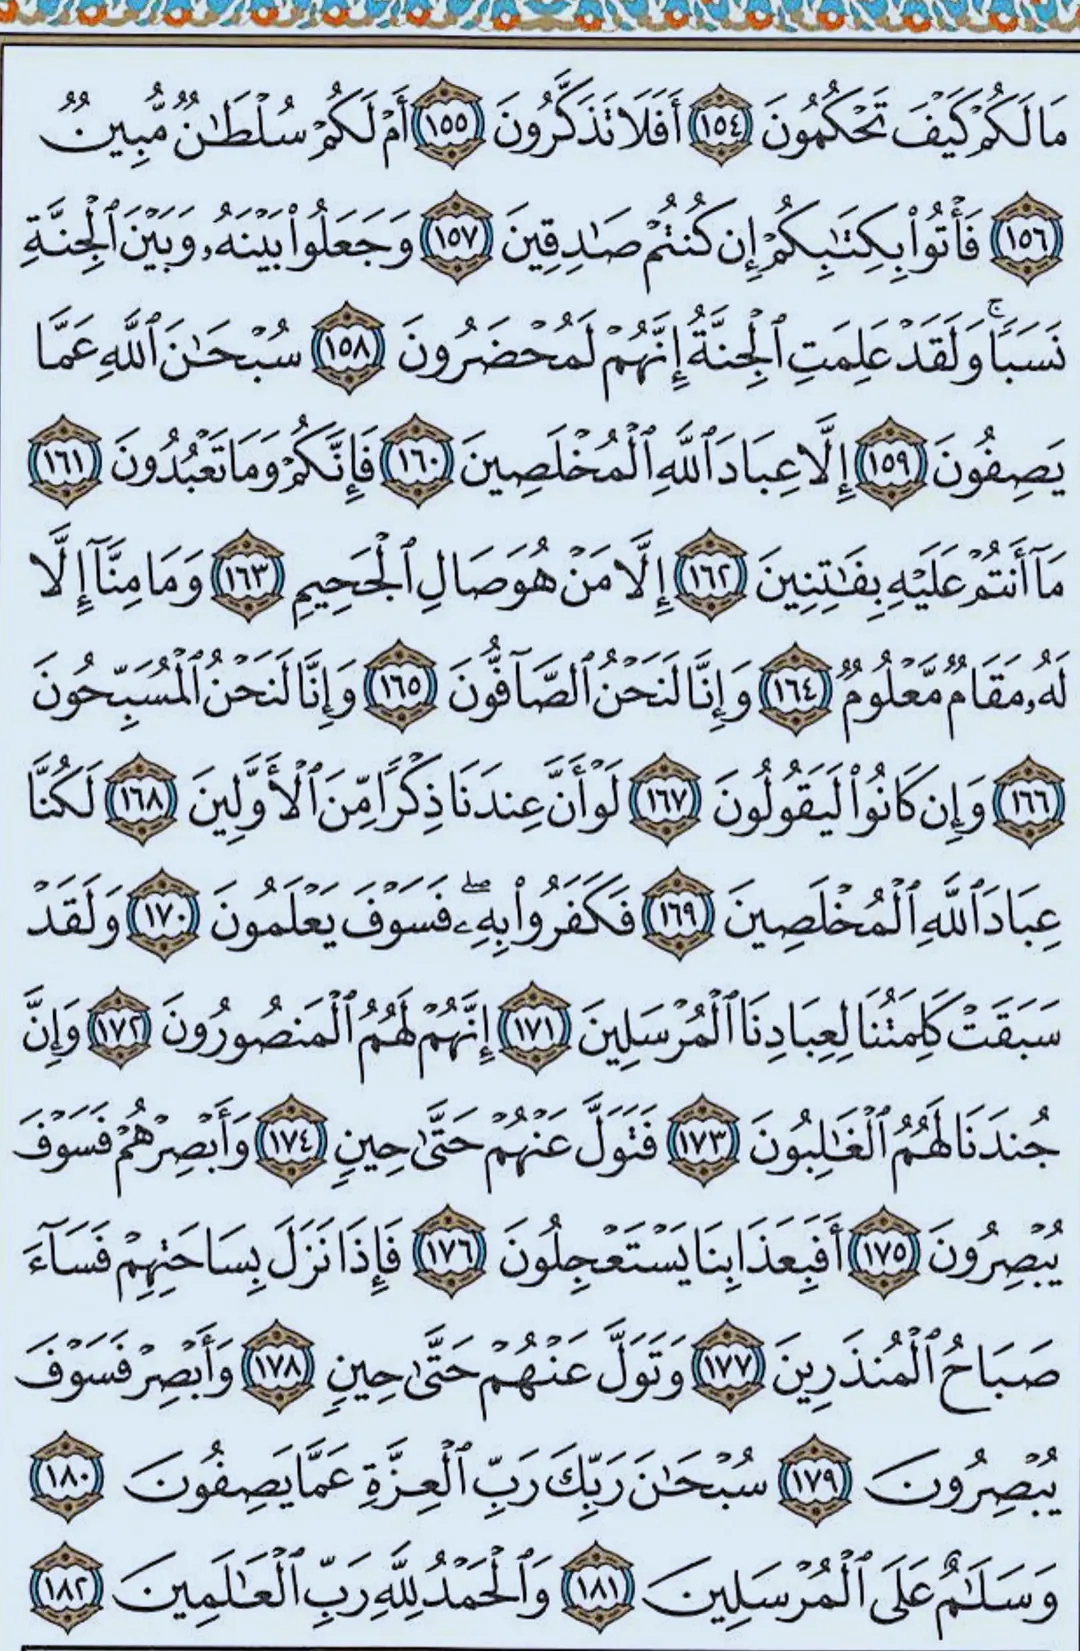 مَا لَكُمْ كَيْفَ تَحْكُمُونَ ١٥٤ أَفَلَا تَذَكَّرُونَ ١٥٥ أَمْ لَكُمْ سُلْطَٰنٌ مُّبِينٌ
١٥٦ فَأْتُوا۟ بِكِتَٰبِكُمْ إِن كُنتُمْ صَٰدِقِينَ ١٥٧ وَجَعَلُوا۟ بَيْنَهُۥ وَبَيْنَ ٱلْجِنَّةِ
نَسَبًا ۚ وَلَقَدْ عَلِمَتِ ٱلْجِنَّةُ إِنَّهُمْ لَمُحْضَرُونَ ١٥٨ سُبْحَٰنَ ٱللَّهِ عَمَّا
يَصِفُونَ ١٥٩ إِلَّا عِبَادَ ٱللَّهِ ٱلْمُخْلَصِينَ ١٦٠ فَإِنَّكُمْ وَمَا تَعْبُدُونَ ١٦١
مَآ أَنتُمْ عَلَيْهِ بِفَٰتِنِينَ ١٦٢ إِلَّا مَنْ هُوَ صَالِ ٱلْجَحِيمِ ١٦٣ وَمَا مِنَّآ إِلَّا
لَهُۥ مَقَامٌ مَّعْلُومٌ ١٦٤ وَإِنَّا لَنَحْنُ ٱلصَّآفُّونَ ١٦٥ وَإِنَّا لَنَحْنُ ٱلْمُسَبِّحُونَ
١٦٦ وَإِن كَانُوا۟ لَيَقُولُونَ ١٦٧ لَوْ أَنَّ عِندَنَا ذِكْرًا مِّنَ ٱلْأَوَّلِينَ ١٦٨ لَكُنَّا
عِبَادَ ٱللَّهِ ٱلْمُخْلَصِينَ ١٦٩ فَكَفَرُوا۟ بِهِۦ ۖ فَسَوْفَ يَعْلَمُونَ ١٧٠ وَلَقَدْ
سَبَقَتْ كَلِمَتُنَا لِعِبَادِنَا ٱلْمُرْسَلِينَ ١٧١ إِنَّهُمْ لَهُمُ ٱلْمَنصُورُونَ ١٧٢ وَإِنَّ
جُندَنَا لَهُمُ ٱلْغَٰلِبُونَ ١٧٣ فَتَوَلَّ عَنْهُمْ حَتَّىٰ حِينٍ ١٧٤ وَأَبْصِرْهُمْ فَسَوْفَ
يُبْصِرُونَ ١٧٥ أَفَبِعَذَابِنَا يَسْتَعْجِلُونَ ١٧٦ فَإِذَا نَزَلَ بِسَاحَتِهِمْ فَسَآءَ
صَبَاحُ ٱلْمُنذَرِينَ ١٧٧ وَتَوَلَّ عَنْهُمْ حَتَّىٰ حِينٍ ١٧٨ وَأَبْصِرْ فَسَوْفَ
يُبْصِرُونَ ١٧٩ سُبْحَٰنَ رَبِّكَ رَبِّ ٱلْعِزَّةِ عَمَّا يَصِفُونَ ١٨٠
وَسَلَٰمٌ عَلَى ٱلْمُرْسَلِينَ ١٨١ وَٱلْحَمْدُ لِلَّهِ رَبِّ ٱلْعَٰلَمِينَ ١٨٢